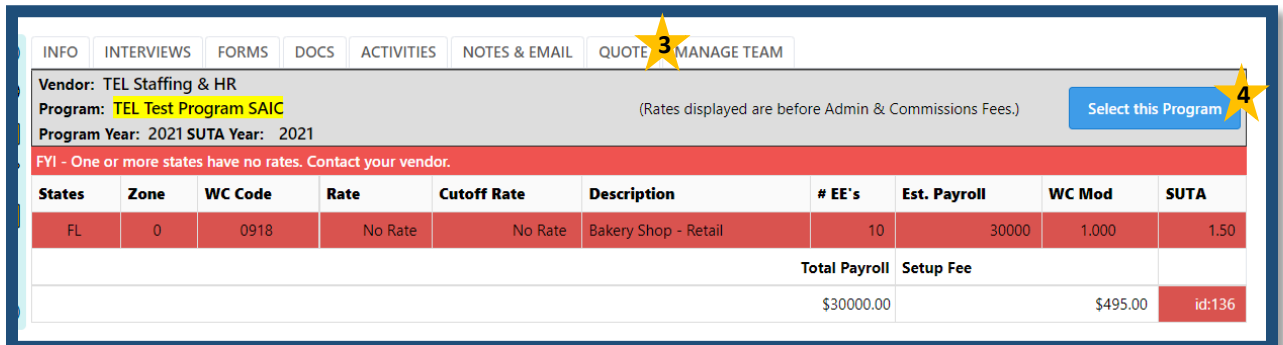 INFO INTERVIEWS FORMS DOCS ACTIVITIES NOTES & EMAIL QUOTE 3 MANAGE TEAM
Vendor: TEL Staffing & HR
Program: TEL Test Program SAIC (Rates displayed are before Admin & Commissions Fees.) Select this Program 4
Program Year: 2021 SUTA Year: 2021
FYI - One or more states have no rates. Contact your vendor.
States Zone WC Code Rate Cutoff Rate Description # EE's Est. Payroll WC Mod SUTA
FL 0 0918 No Rate No Rate Bakery Shop - Retail 10 30000 1.000 1.50
Total Payroll Setup Fee
$30000.00 $495.00 id:136